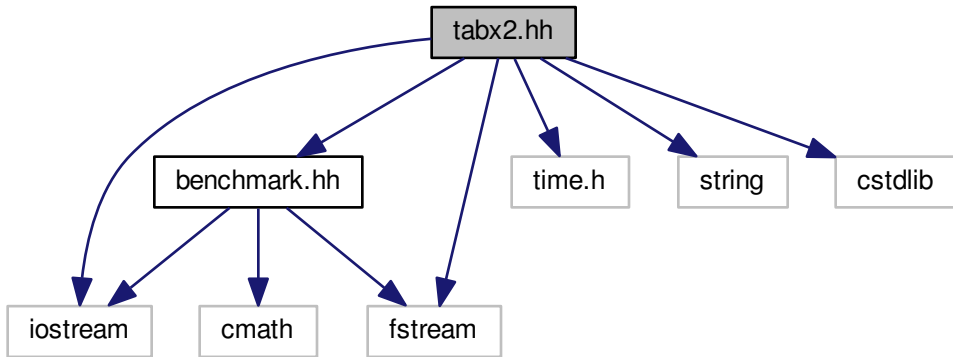 tabx2.hh
benchmark.hh
time.h
string
cstdlib
iostream
cmath
fstream